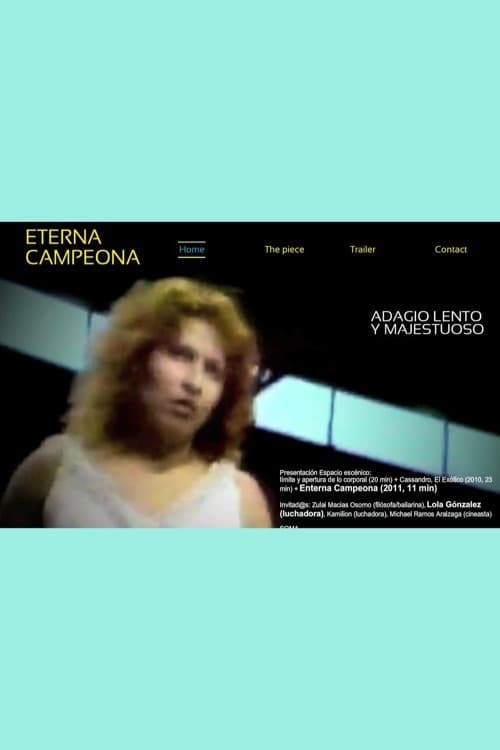 ETERNA
CAMPEONA
Home
The piece
Trailer
Contact
ADAGIO LENTO
Y MAJESTUOSO
Presentación Espacio escénico:
límite y apertura de lo corporal (20 min) + Cassandro, El Exótico (2010, 23
min) + Enterna Campeona (2011, 11 min)
Invitad@s: Zulai Macias Osorno (filósofa/bailarina), Lola Gónzalez
(luchadora), Kamilion (luchadora), Michael Ramos Araizaga (cineasta)
SOMA